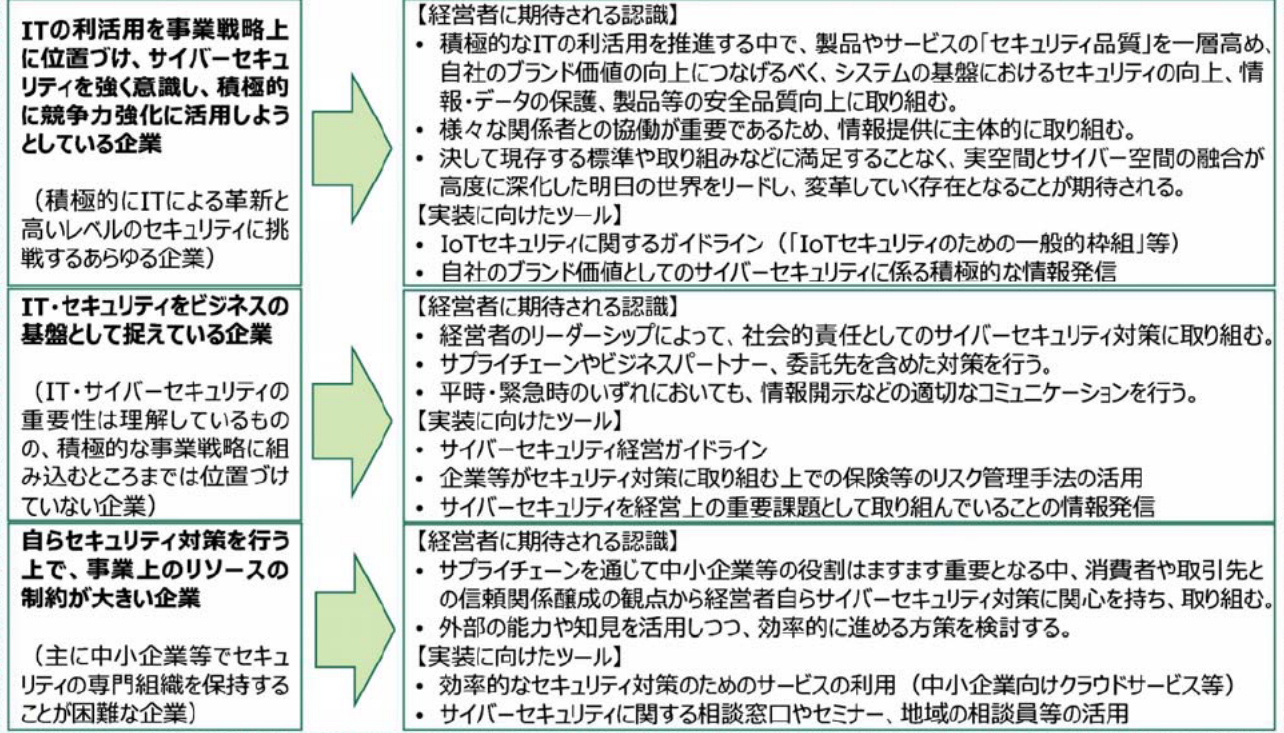 ITの利活用を事業戦略上
に位置づけ、サイバーセキュ
リティを強く意識し、積極的
に競争力強化に活用しよう
としている企業
（積極的にITによる革新と
高いレベルのセキュリティに挑
戦するあらゆる企業）
【経営者に期待される認識】
• 積極的なITの利活用を推進する中で、製品やサービスの「セキュリティ品質」を一層高め、
自社のブランド価値の向上につなげるべく、システムの基盤におけるセキュリティの向上、情
報・データの保護、製品等の安全品質向上に取り組む。
• 様々な関係者との協働が重要であるため、情報提供に主体的に取り組む。
• 決して現存する標準や取り組みなどに満足することなく、実空間とサイバー空間の融合が
高度に深化した明日の世界をリードし、変革していく存在となることが期待される。
【実装に向けたツール】
• IoTセキュリティに関するガイドライン（「IoTセキュリティのための一般的枠組」等）
• 自社のブランド価値としてのサイバーセキュリティに係る積極的な情報発信
IT・セキュリティをビジネスの
基盤として捉えている企業
（IT・サイバーセキュリティの
重要性は理解しているもの
の、積極的な事業戦略に組
み込むところまでは位置づけ
ていない企業）
【経営者に期待される認識】
• 経営者のリーダーシップによって、社会的責任としてのサイバーセキュリティ対策に取り組む。
• サプライチェーンやビジネスパートナー、委託先を含めた対策を行う。
• 平時・緊急時のいずれにおいても、情報開示などの適切なコミュニケーションを行う。
【実装に向けたツール】
• サイバーセキュリティ経営ガイドライン
• 企業等がセキュリティ対策に取り組む上での保険等のリスク管理手法の活用
• サイバーセキュリティを経営上の重要課題として取り組んでいることの情報発信
自らセキュリティ対策を行う
上で、事業上のリソースの
制約が大きい企業
（主に中小企業等でセキュ
リティの専門組織を保持する
ことが困難な企業）
【経営者に期待される認識】
• サプライチェーンを通じて中小企業等の役割はますます重要となる中、消費者や取引先と
の信頼関係醸成の観点から経営者自らサイバーセキュリティ対策に関心を持ち、取り組む。
• 外部の能力や知見を活用しつつ、効率的に進める方策を検討する。
【実装に向けたツール】
• 効率的なセキュリティ対策のためのサービスの利用（中小企業向けクラウドサービス等）
• サイバーセキュリティに関する相談窓口やセミナー、地域の相談員等の活用